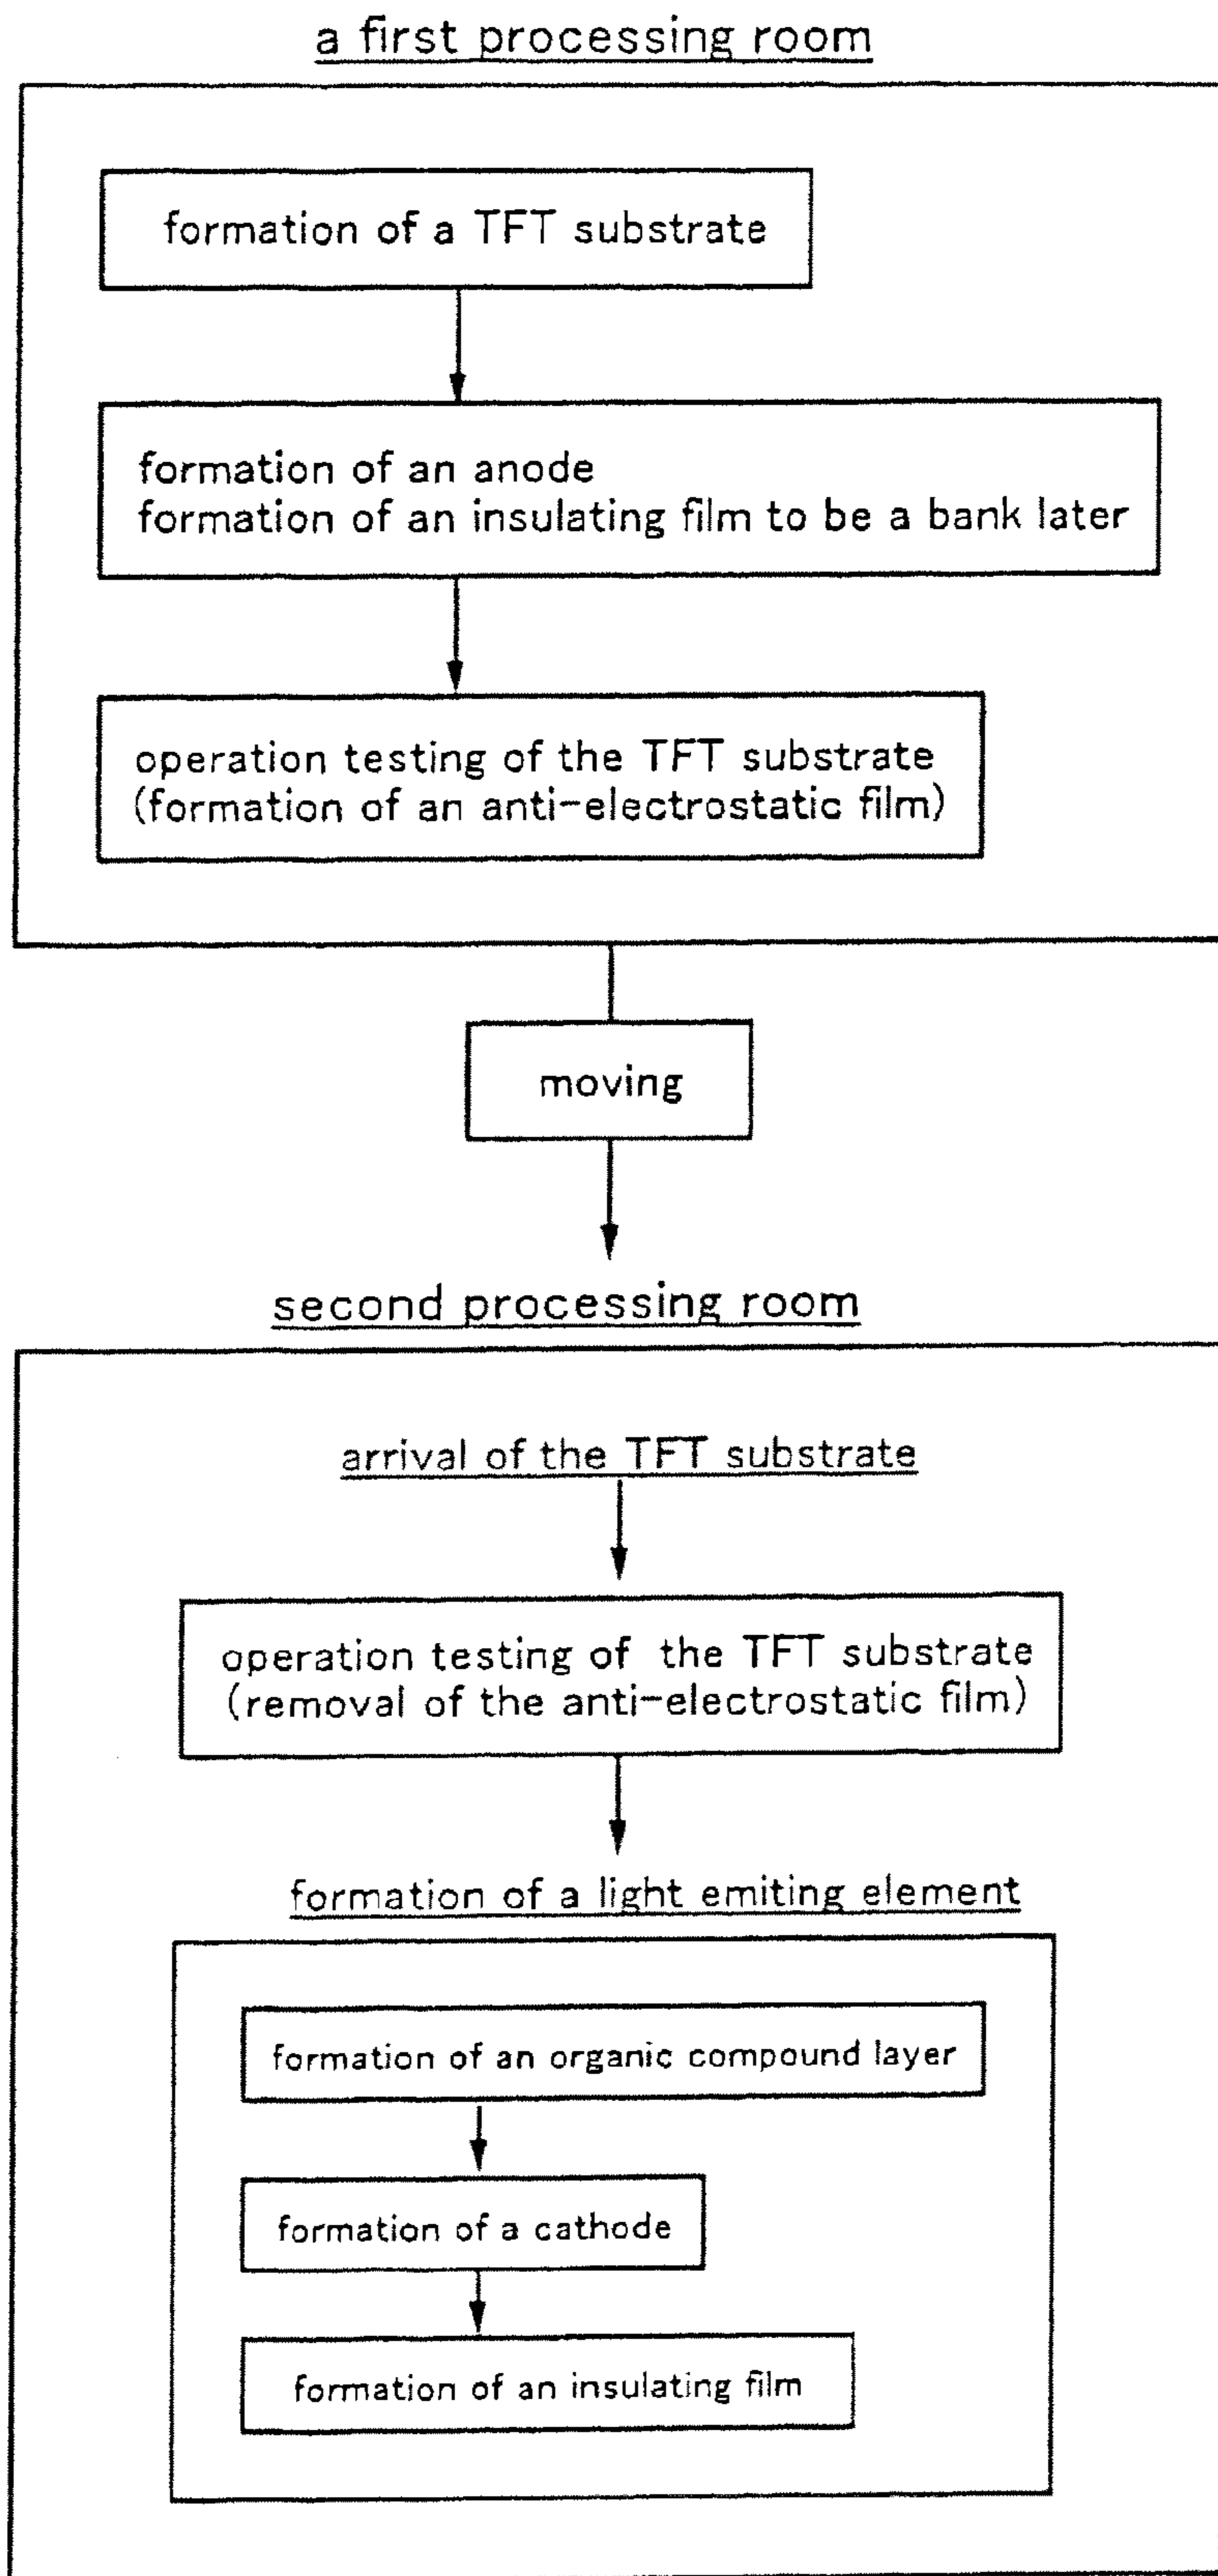 a first processing room
formation of a TFT substrate
formation of an anode
formation of an insulating film to be a bank later
operation testing of the TFT substrate
(formation of an anti-electrostatic film)
moving
second processing room
arrival of the TFT substrate
operation testing of the TFT substrate
(removal of the anti-electrostatic film)
formation of a light emiting element
formation of an organic compound layer
formation of a cathode
formation of an insulating film